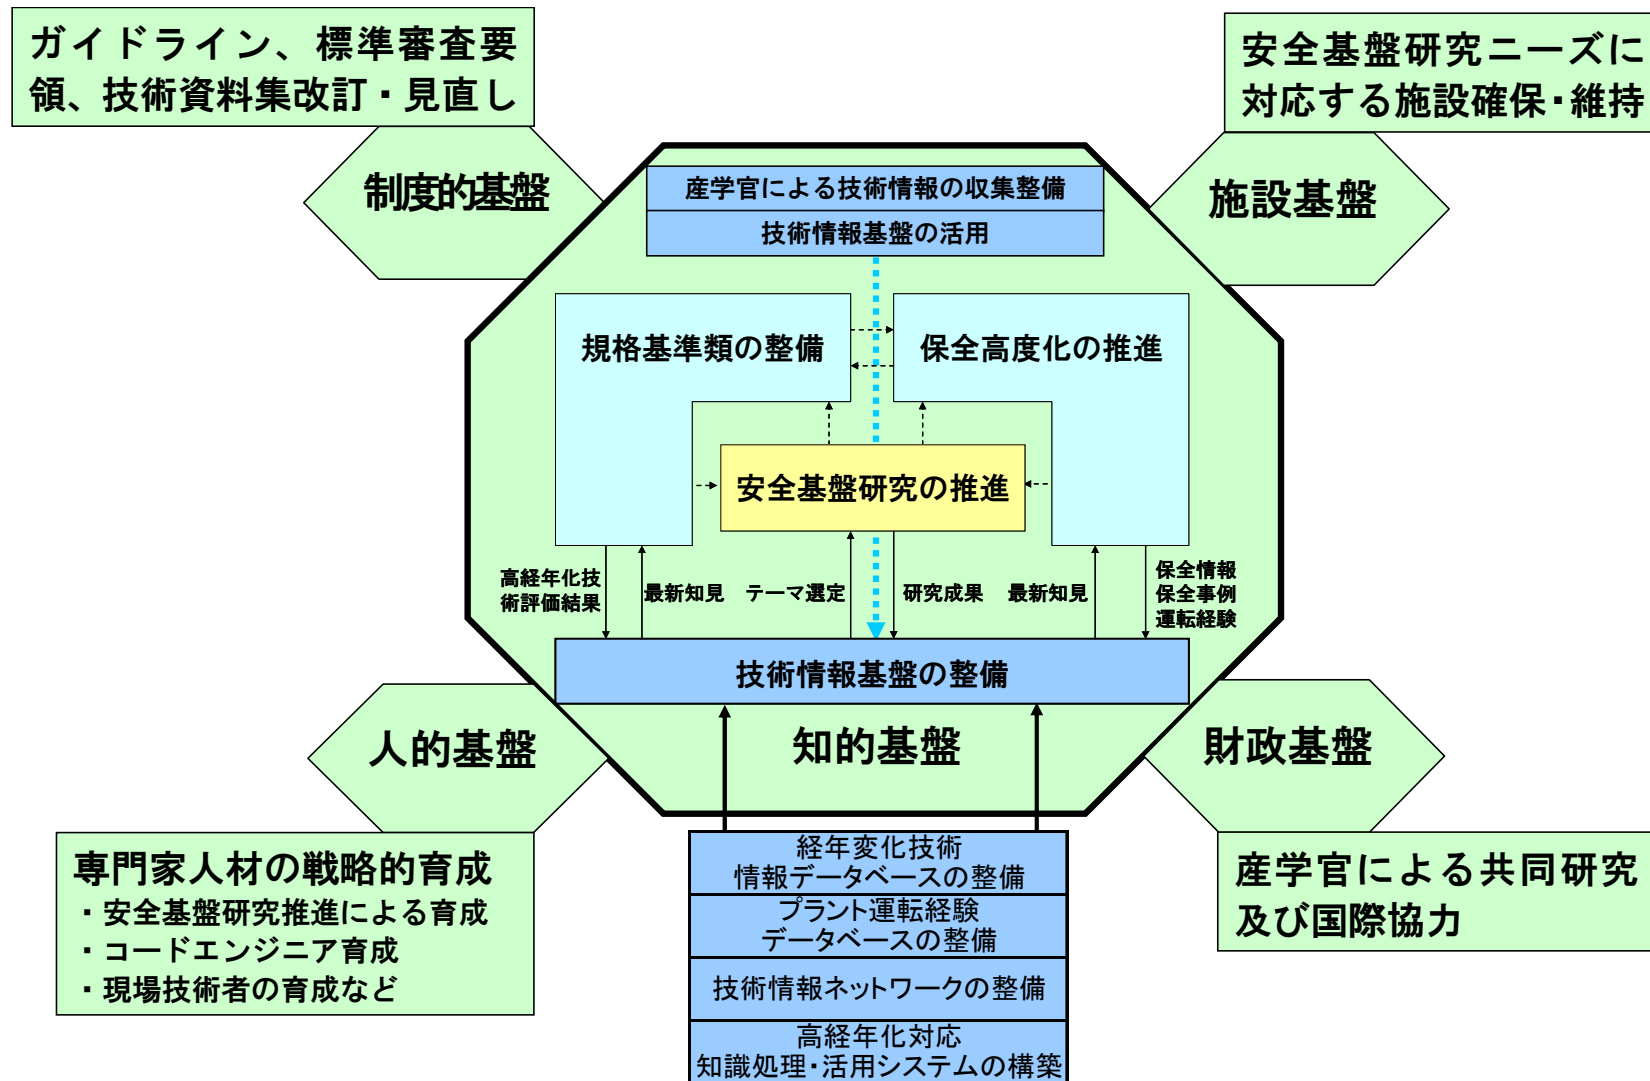 ガイドライン、標準審査要
領、技術資料集改訂・見直し
安全基盤研究ニーズに
対応する施設確保・維持
制度的基盤
施設基盤
産学官による技術情報の収集整備
技術情報基盤の活用
規格基準類の整備
保全高度化の推進
安全基盤研究の推進
高経年化技
術評価結果
最新知見
テーマ選定
研究成果
最新知見
保全情報
保全事例
運転経験
技術情報基盤の整備
人的基盤
知的基盤
財政基盤
専門家人材の戦略的育成
・安全基盤研究推進による育成
・コードエンジニア育成
・現場技術者の育成など
経年変化技術
情報データベースの整備
プラント運転経験
データベースの整備
技術情報ネットワークの整備
高経年化対応
知識処理・活用システムの構築
産学官による共同研究
及び国際協力